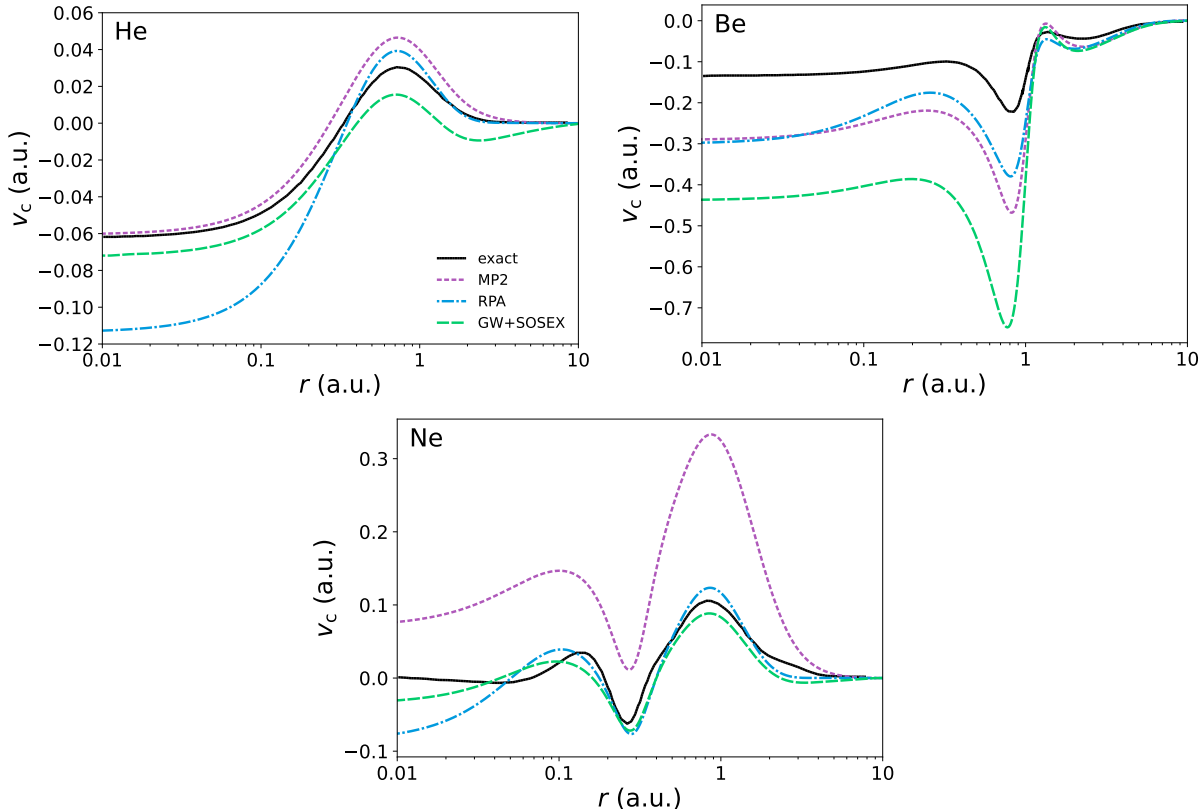 He
0.06
0.04
0.02
0.00
−0.02
−0.04
−0.06
−0.08
−0.10
−0.12
v_c (a.u.)
exact
MP2
RPA
GW+SOSEX
0.01 0.1 1 10
r (a.u.)
Be
0.0
−0.1
−0.2
−0.3
−0.4
−0.5
−0.6
−0.7
v_c (a.u.)
0.01 0.1 1 10
r (a.u.)
Ne
0.3
0.2
0.1
0.0
−0.1
v_c (a.u.)
0.01 0.1 1 10
r (a.u.)